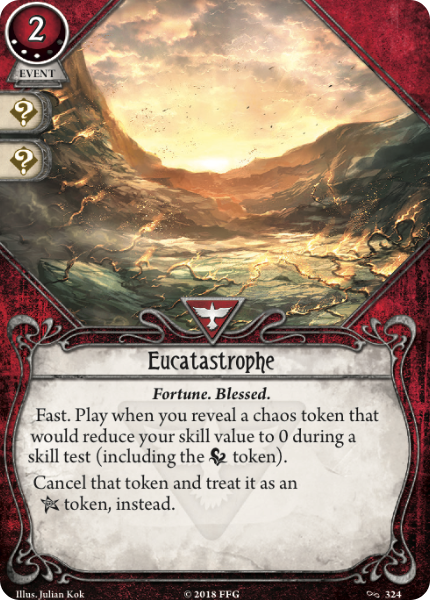 2
EVENT
?
?
Eucatastrophe
Fortune. Blessed.
Fast. Play when you reveal a chaos token that
would reduce your skill value to 0 during a
skill test (including the token).
Cancel that token and treat it as an
token, instead.
Illus. Julian Kok © 2018 FFG 324